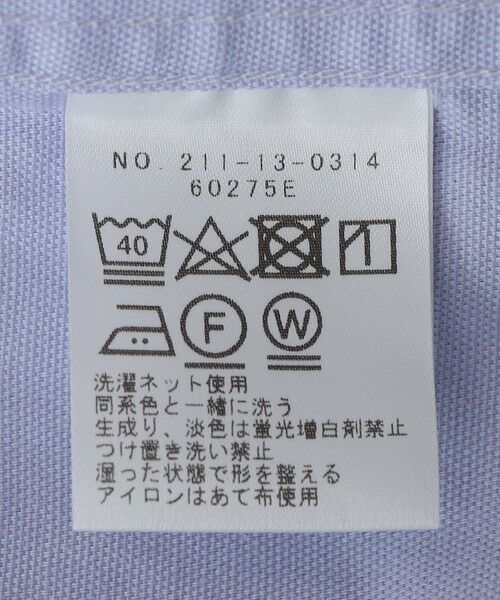 NO. 211-13-0314
60275E
40
F W
洗濯ネット使用
同系色と一緒に洗う
生成り、淡色は蛍光増白剤禁止
つけ置き洗い禁止
湿った状態で形を整える
アイロンはあて布使用